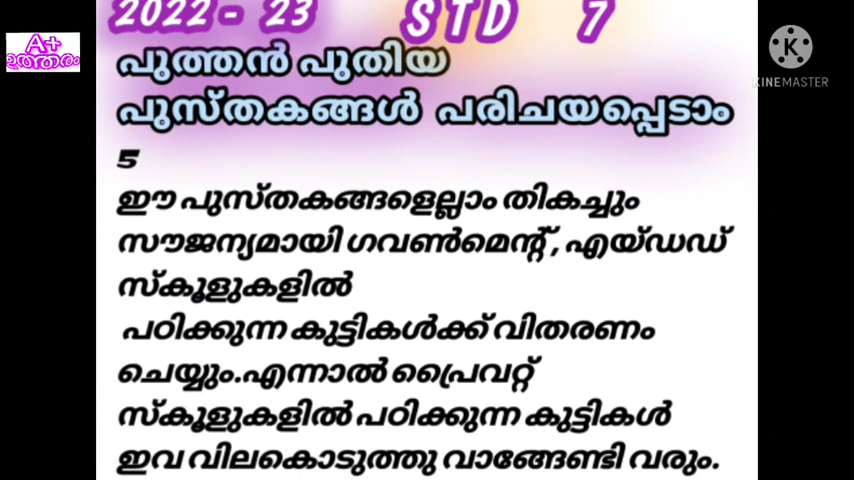 2022 - 23 STD 7
A+
ഉത്തരം
KINEMASTER
പുത്തൻ പുതിയ
പുസ്തകങ്ങൾ പരിചയപ്പെടാം
5
ഈ പുസ്തകങ്ങളെല്ലാം തികച്ചും
സൗജന്യമായി ഗവൺമെന്റ്, എയ്ഡഡ്
സ്കൂളുകളിൽ
പഠിക്കുന്ന കുട്ടികൾക്ക് വിതരണം
ചെയ്യും.എന്നാൽ പ്രൈവറ്റ്
സ്കൂളുകളിൽ പഠിക്കുന്ന കുട്ടികൾ
ഇവ വിലകൊടുത്തു വാങ്ങേണ്ടി വരും.